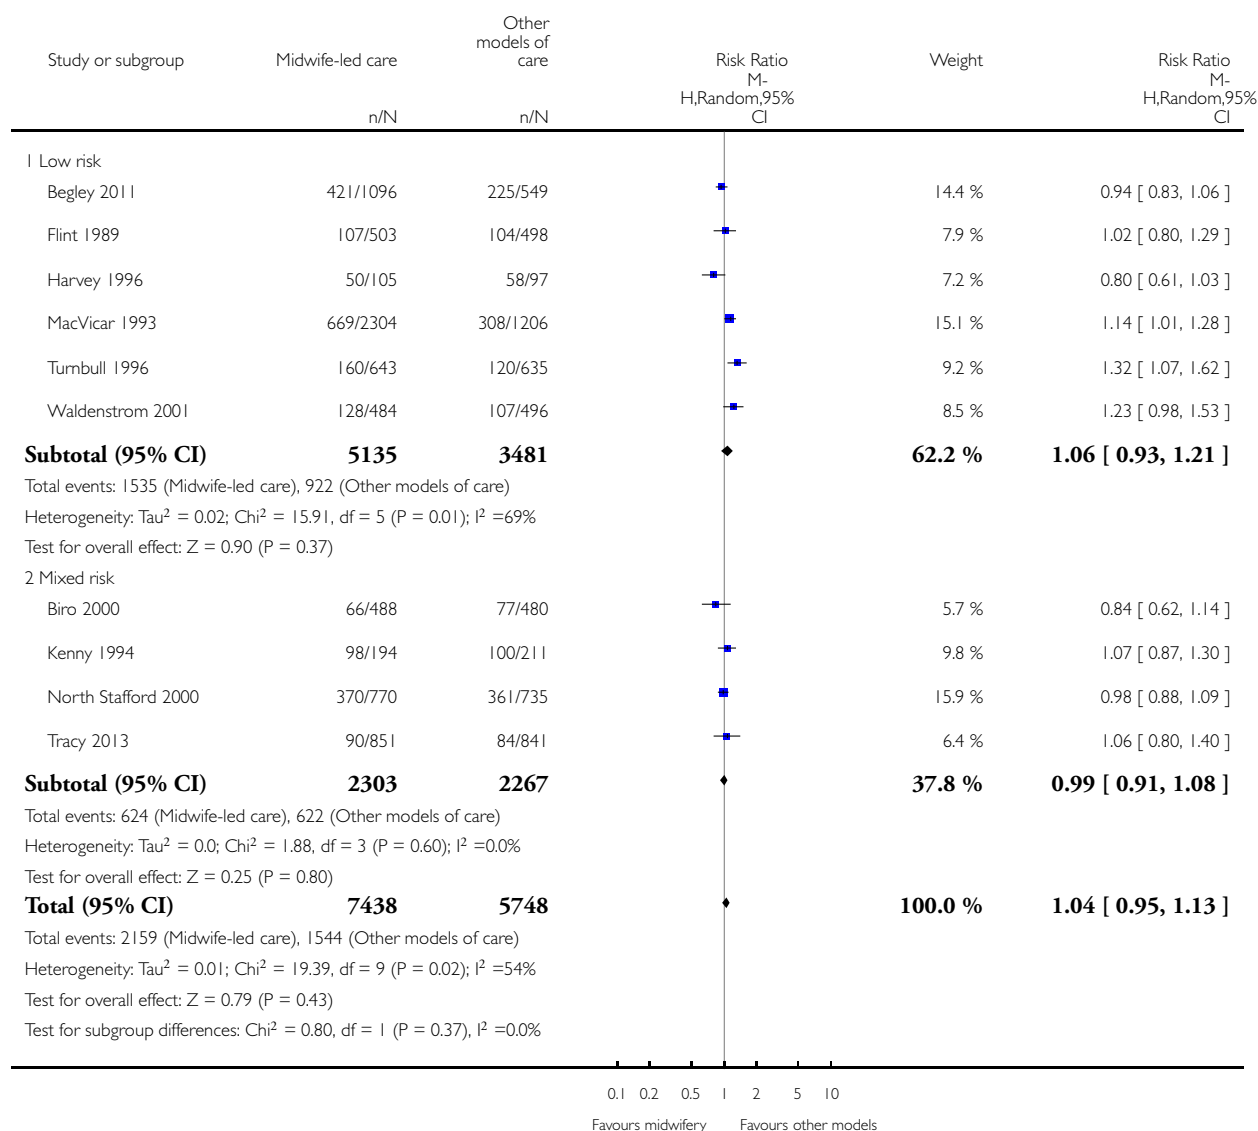 Other
models of
Study or subgroup Midwife-led care care Risk Ratio Weight Risk Ratio
M- M-
H,Random,95% H,Random,95%
n/N n/N CI CI
1 Low risk
Begley 2011 421/1096 225/549 14.4 % 0.94 [ 0.83, 1.06 ]
Flint 1989 107/503 104/498 7.9 % 1.02 [ 0.80, 1.29 ]
Harvey 1996 50/105 58/97 7.2 % 0.80 [ 0.61, 1.03 ]
MacVicar 1993 669/2304 308/1206 15.1 % 1.14 [ 1.01, 1.28 ]
Turnbull 1996 160/643 120/635 9.2 % 1.32 [ 1.07, 1.62 ]
Waldenstrom 2001 128/484 107/496 8.5 % 1.23 [ 0.98, 1.53 ]
Subtotal (95% CI) 5135 3481 62.2 % 1.06 [ 0.93, 1.21 ]
Total events: 1535 (Midwife-led care), 922 (Other models of care)
Heterogeneity: Tau² = 0.02; Chi² = 15.91, df = 5 (P = 0.01); I² =69%
Test for overall effect: Z = 0.90 (P = 0.37)
2 Mixed risk
Biro 2000 66/488 77/480 5.7 % 0.84 [ 0.62, 1.14 ]
Kenny 1994 98/194 100/211 9.8 % 1.07 [ 0.87, 1.30 ]
North Stafford 2000 370/770 361/735 15.9 % 0.98 [ 0.88, 1.09 ]
Tracy 2013 90/851 84/841 6.4 % 1.06 [ 0.80, 1.40 ]
Subtotal (95% CI) 2303 2267 37.8 % 0.99 [ 0.91, 1.08 ]
Total events: 624 (Midwife-led care), 622 (Other models of care)
Heterogeneity: Tau² = 0.0; Chi² = 1.88, df = 3 (P = 0.60); I² =0.0%
Test for overall effect: Z = 0.25 (P = 0.80)
Total (95% CI) 7438 5748 100.0 % 1.04 [ 0.95, 1.13 ]
Total events: 2159 (Midwife-led care), 1544 (Other models of care)
Heterogeneity: Tau² = 0.01; Chi² = 19.39, df = 9 (P = 0.02); I² =54%
Test for overall effect: Z = 0.79 (P = 0.43)
Test for subgroup differences: Chi² = 0.80, df = 1 (P = 0.37), I² =0.0%
0.1 0.2 0.5 1 2 5 10
Favours midwifery Favours other models